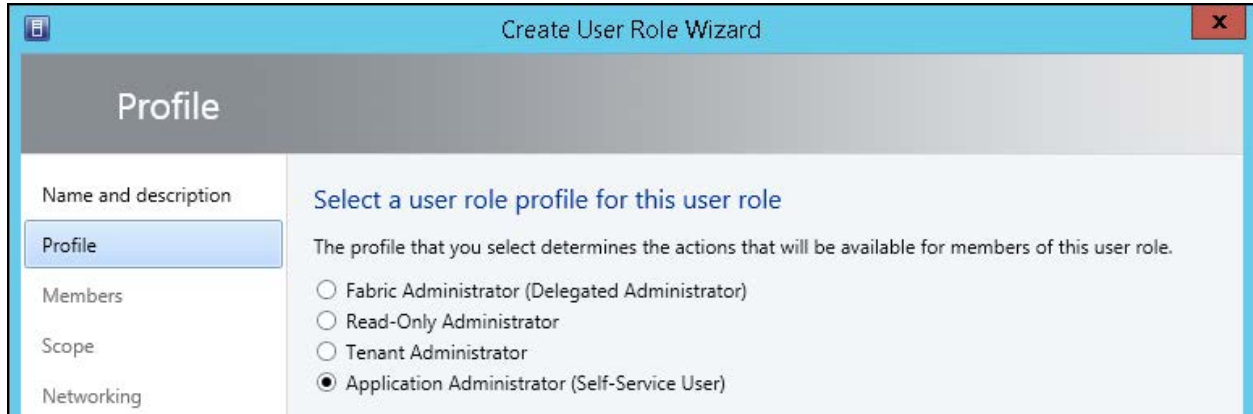 Create User Role Wizard
x
Profile
Name and description
Profile
Members
Scope
Networking
Select a user role profile for this user role
The profile that you select determines the actions that will be available for members of this user role.
Fabric Administrator (Delegated Administrator)
Read-Only Administrator
Tenant Administrator
Application Administrator (Self-Service User)